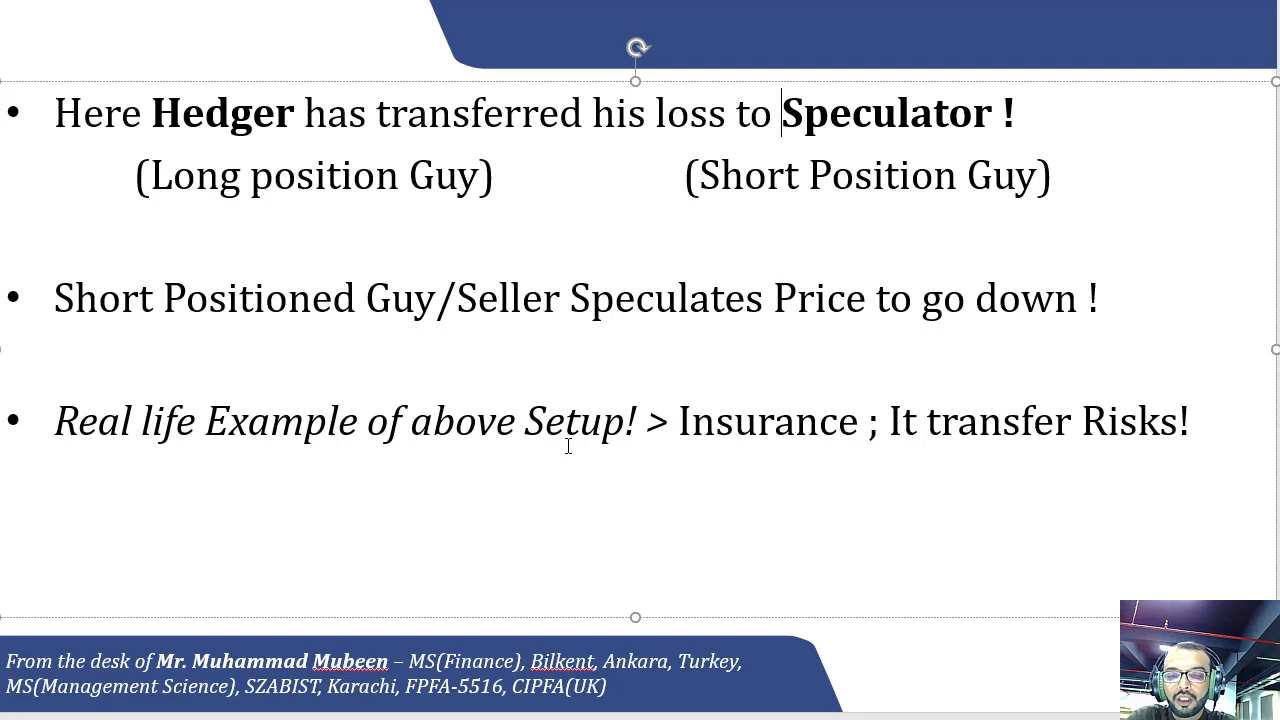 • Here Hedger has transferred his loss to Speculator !
(Long position Guy) (Short Position Guy)
• Short Positioned Guy/Seller Speculates Price to go down !
• Real life Example of above Setup! > Insurance ; It transfer Risks!
From the desk of Mr. Muhammad Mubeen – MS(Finance), Bilkent, Ankara, Turkey,
MS(Management Science), SZABIST, Karachi, FPFA-5516, CIPFA(UK)